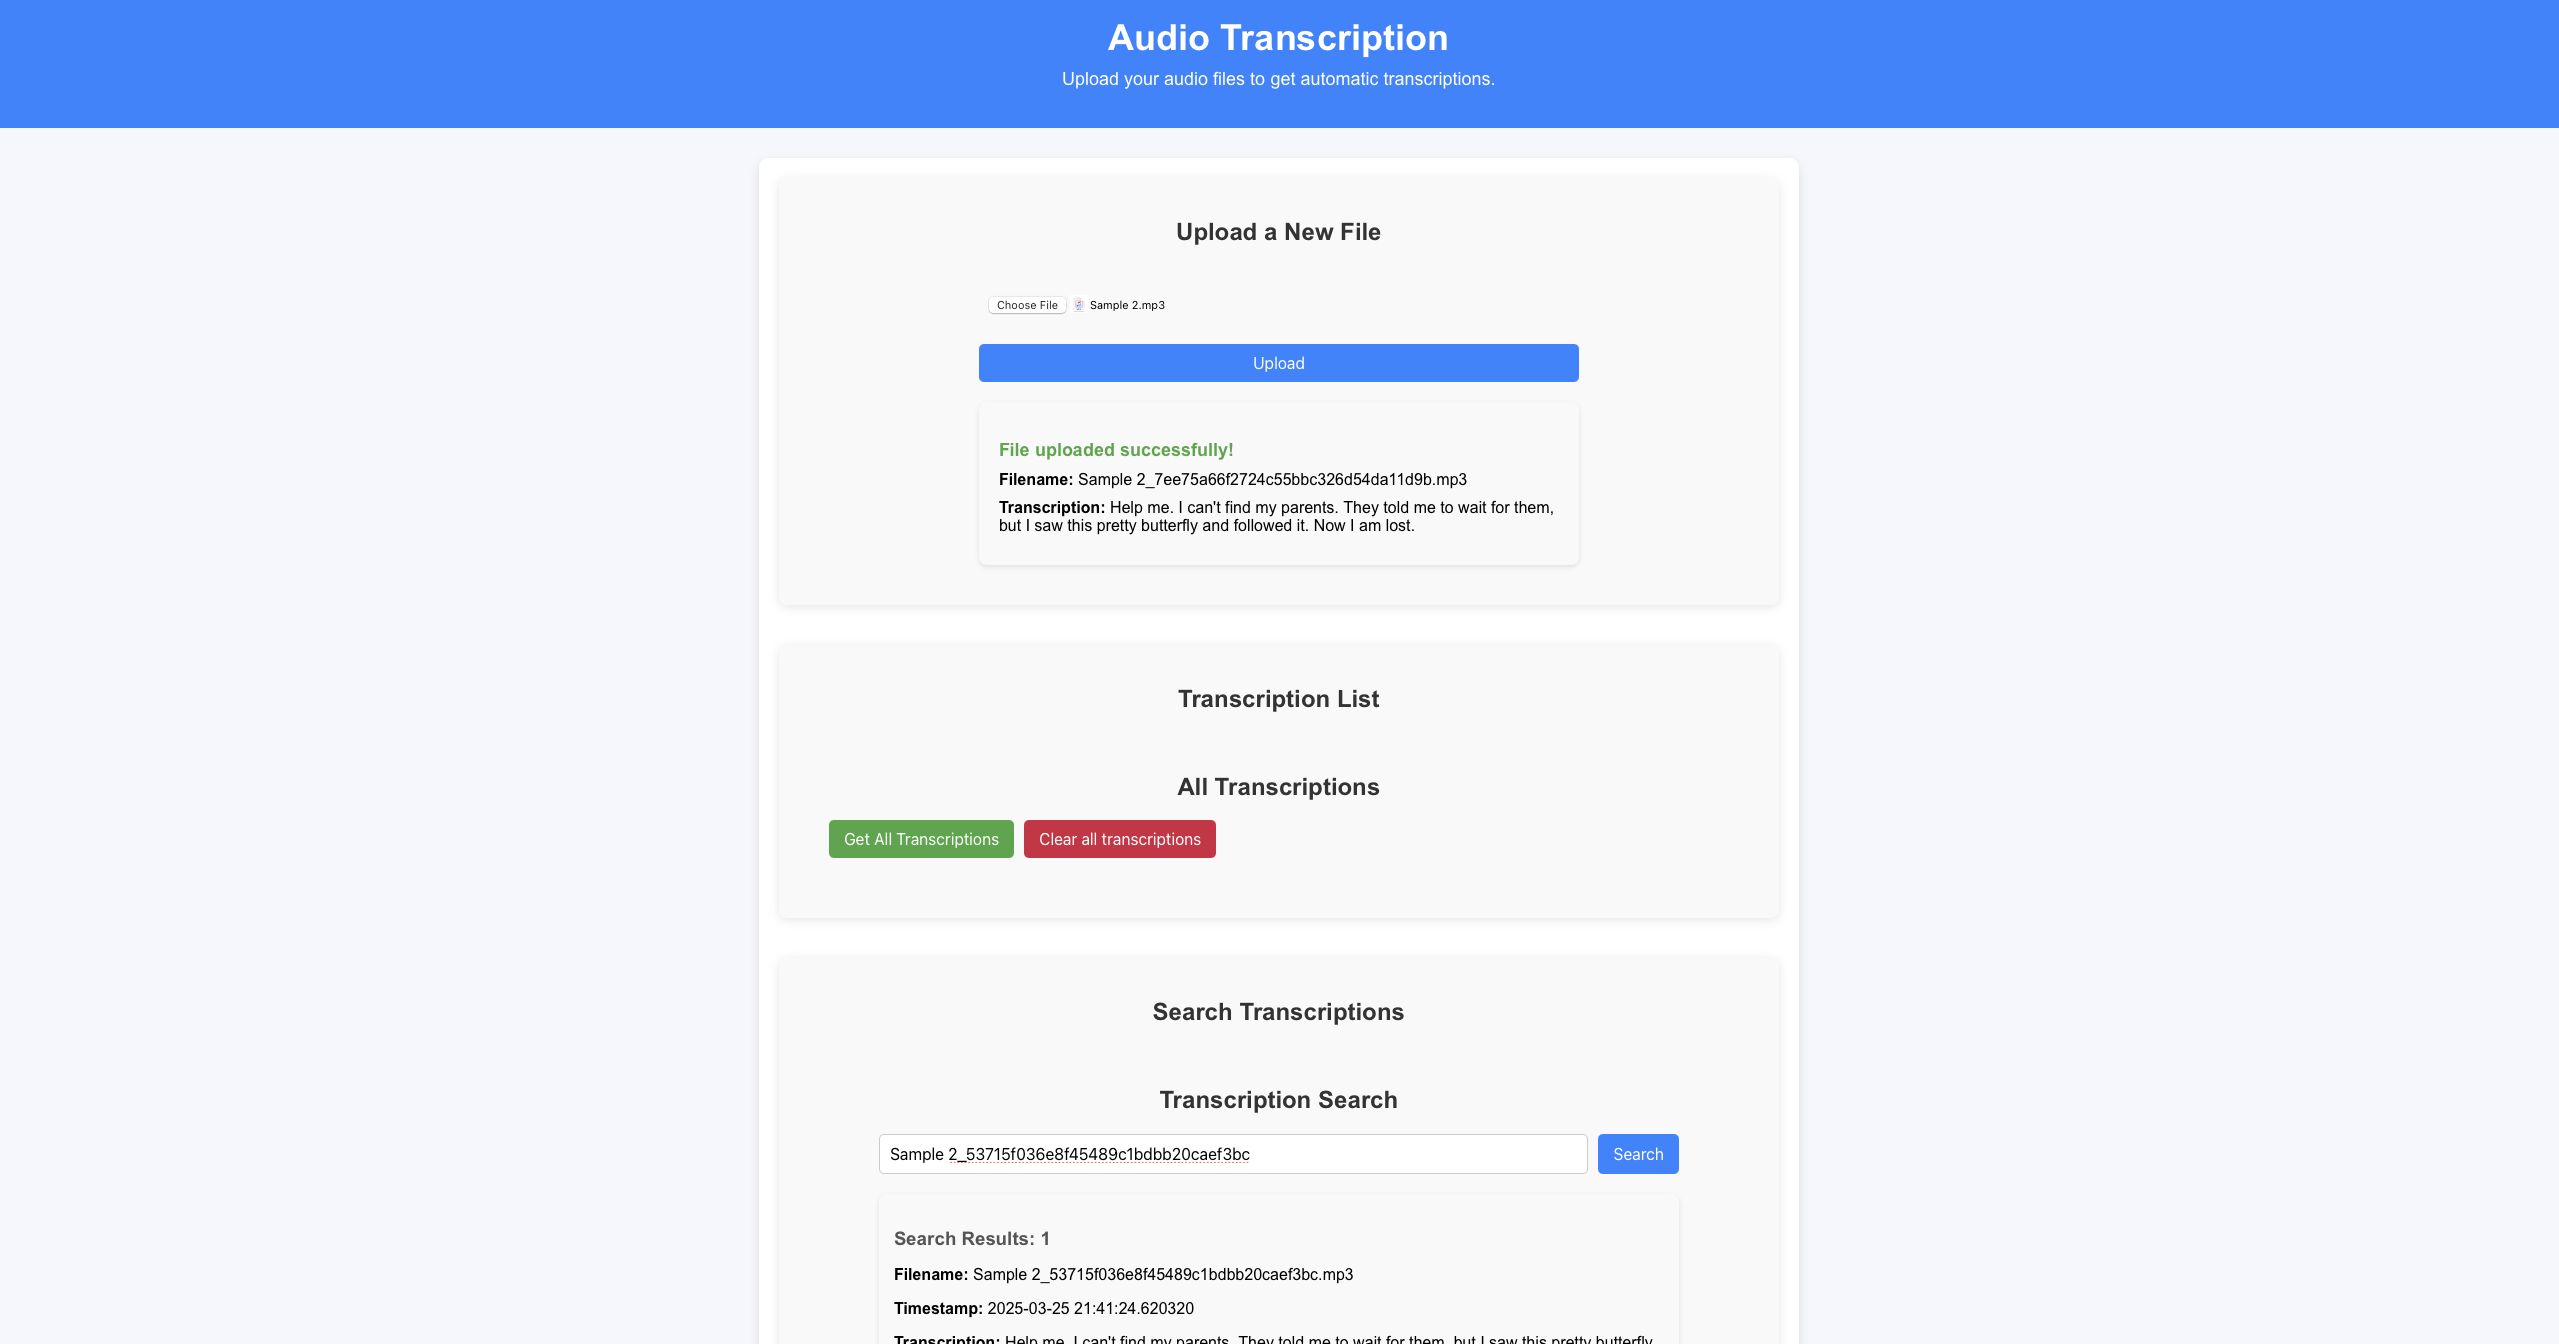 Audio Transcription
Upload your audio files to get automatic transcriptions.
Upload a New File
Choose File Sample 2.mp3
Upload
File uploaded successfully!
Filename: Sample 2_7ee75a66f2724c55bbc326d54da11d9b.mp3
Transcription: Help me. I can't find my parents. They told me to wait for them,
but I saw this pretty butterfly and followed it. Now I am lost.
Transcription List
All Transcriptions
Get All Transcriptions Clear all transcriptions
Search Transcriptions
Transcription Search
Sample 2_53715f036e8f45489c1bdbb20caef3bc Search
Search Results: 1
Filename: Sample 2_53715f036e8f45489c1bdbb20caef3bc.mp3
Timestamp: 2025-03-25 21:41:24.620320
Transcription: Help me. I can't find my parents. They told me to wait for them, but I saw this pretty butterfly